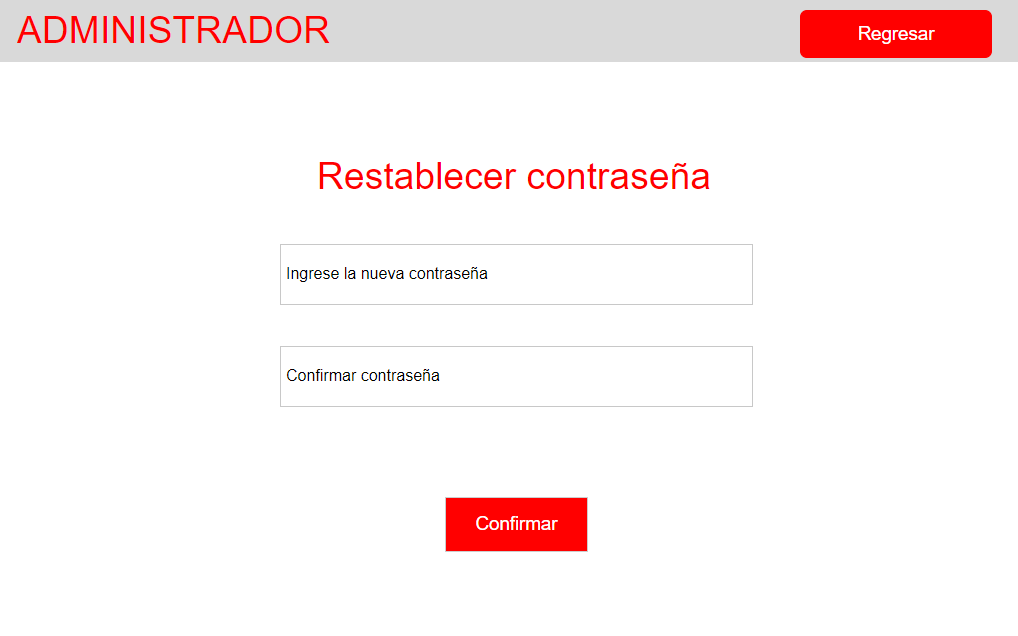 ADMINISTRADOR
Regresar
Restablecer contraseña
Ingrese la nueva contraseña
Confirmar contraseña
Confirmar